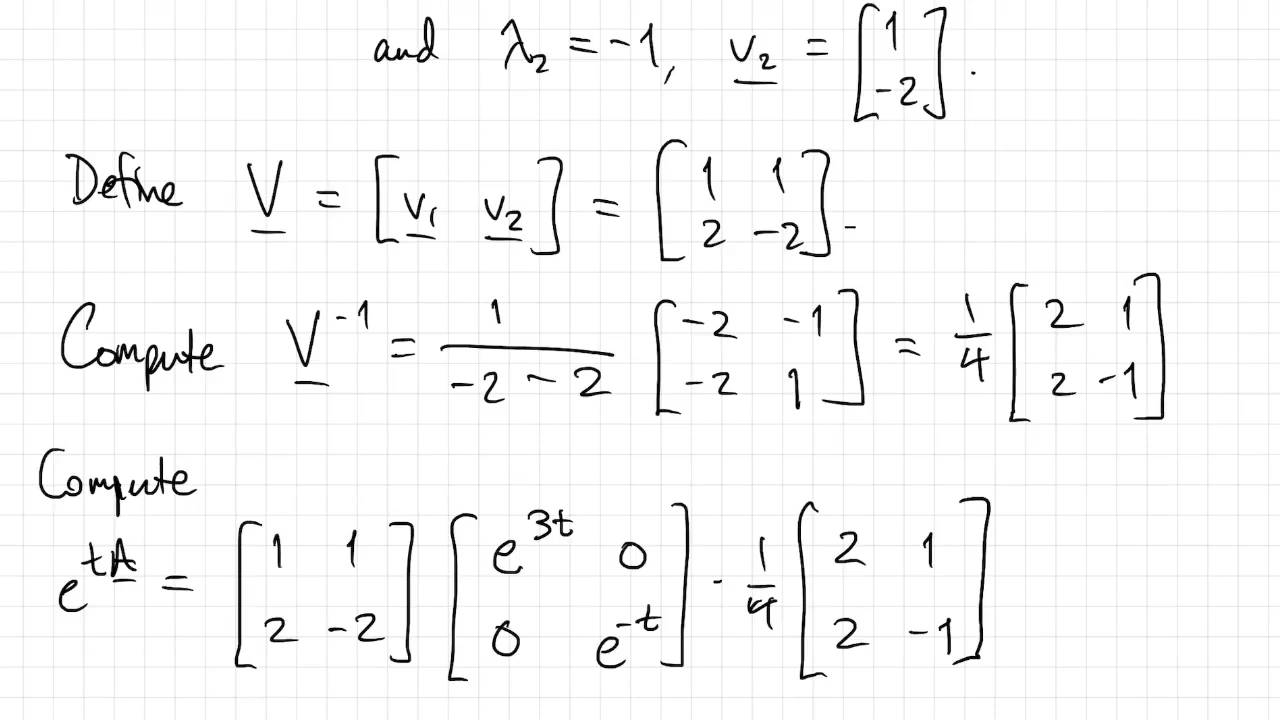 and λ₂ = -1, v₂ = [1; -2].
Define V = [v₁ v₂] = [1 1; 2 -2].
Compute V⁻¹ = 1/(-2 - 2) [-2 -1; -2 1] = 1/4 [2 1; 2 -1]
Compute
e^{tA} = [1 1; 2 -2] [e^{3t} 0; 0 e^{-t}] · 1/4 [2 1; 2 -1]